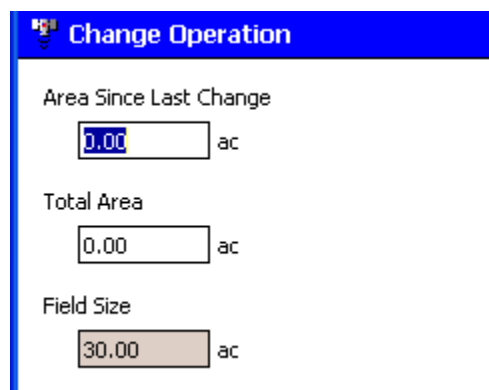 Change Operation
Area Since Last Change
0.00 ac
Total Area
0.00 ac
Field Size
30.00 ac